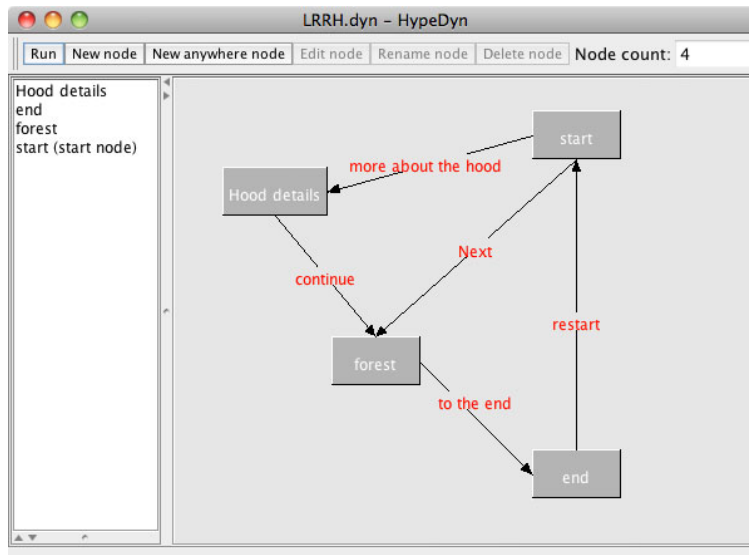 LRRH.dyn – HypeDyn
Run New node New anywhere node Edit node Rename node Delete node Node count: 4
Hood details
end
forest
start (start node)
start
more about the hood
Hood details
Next
continue
restart
forest
to the end
end